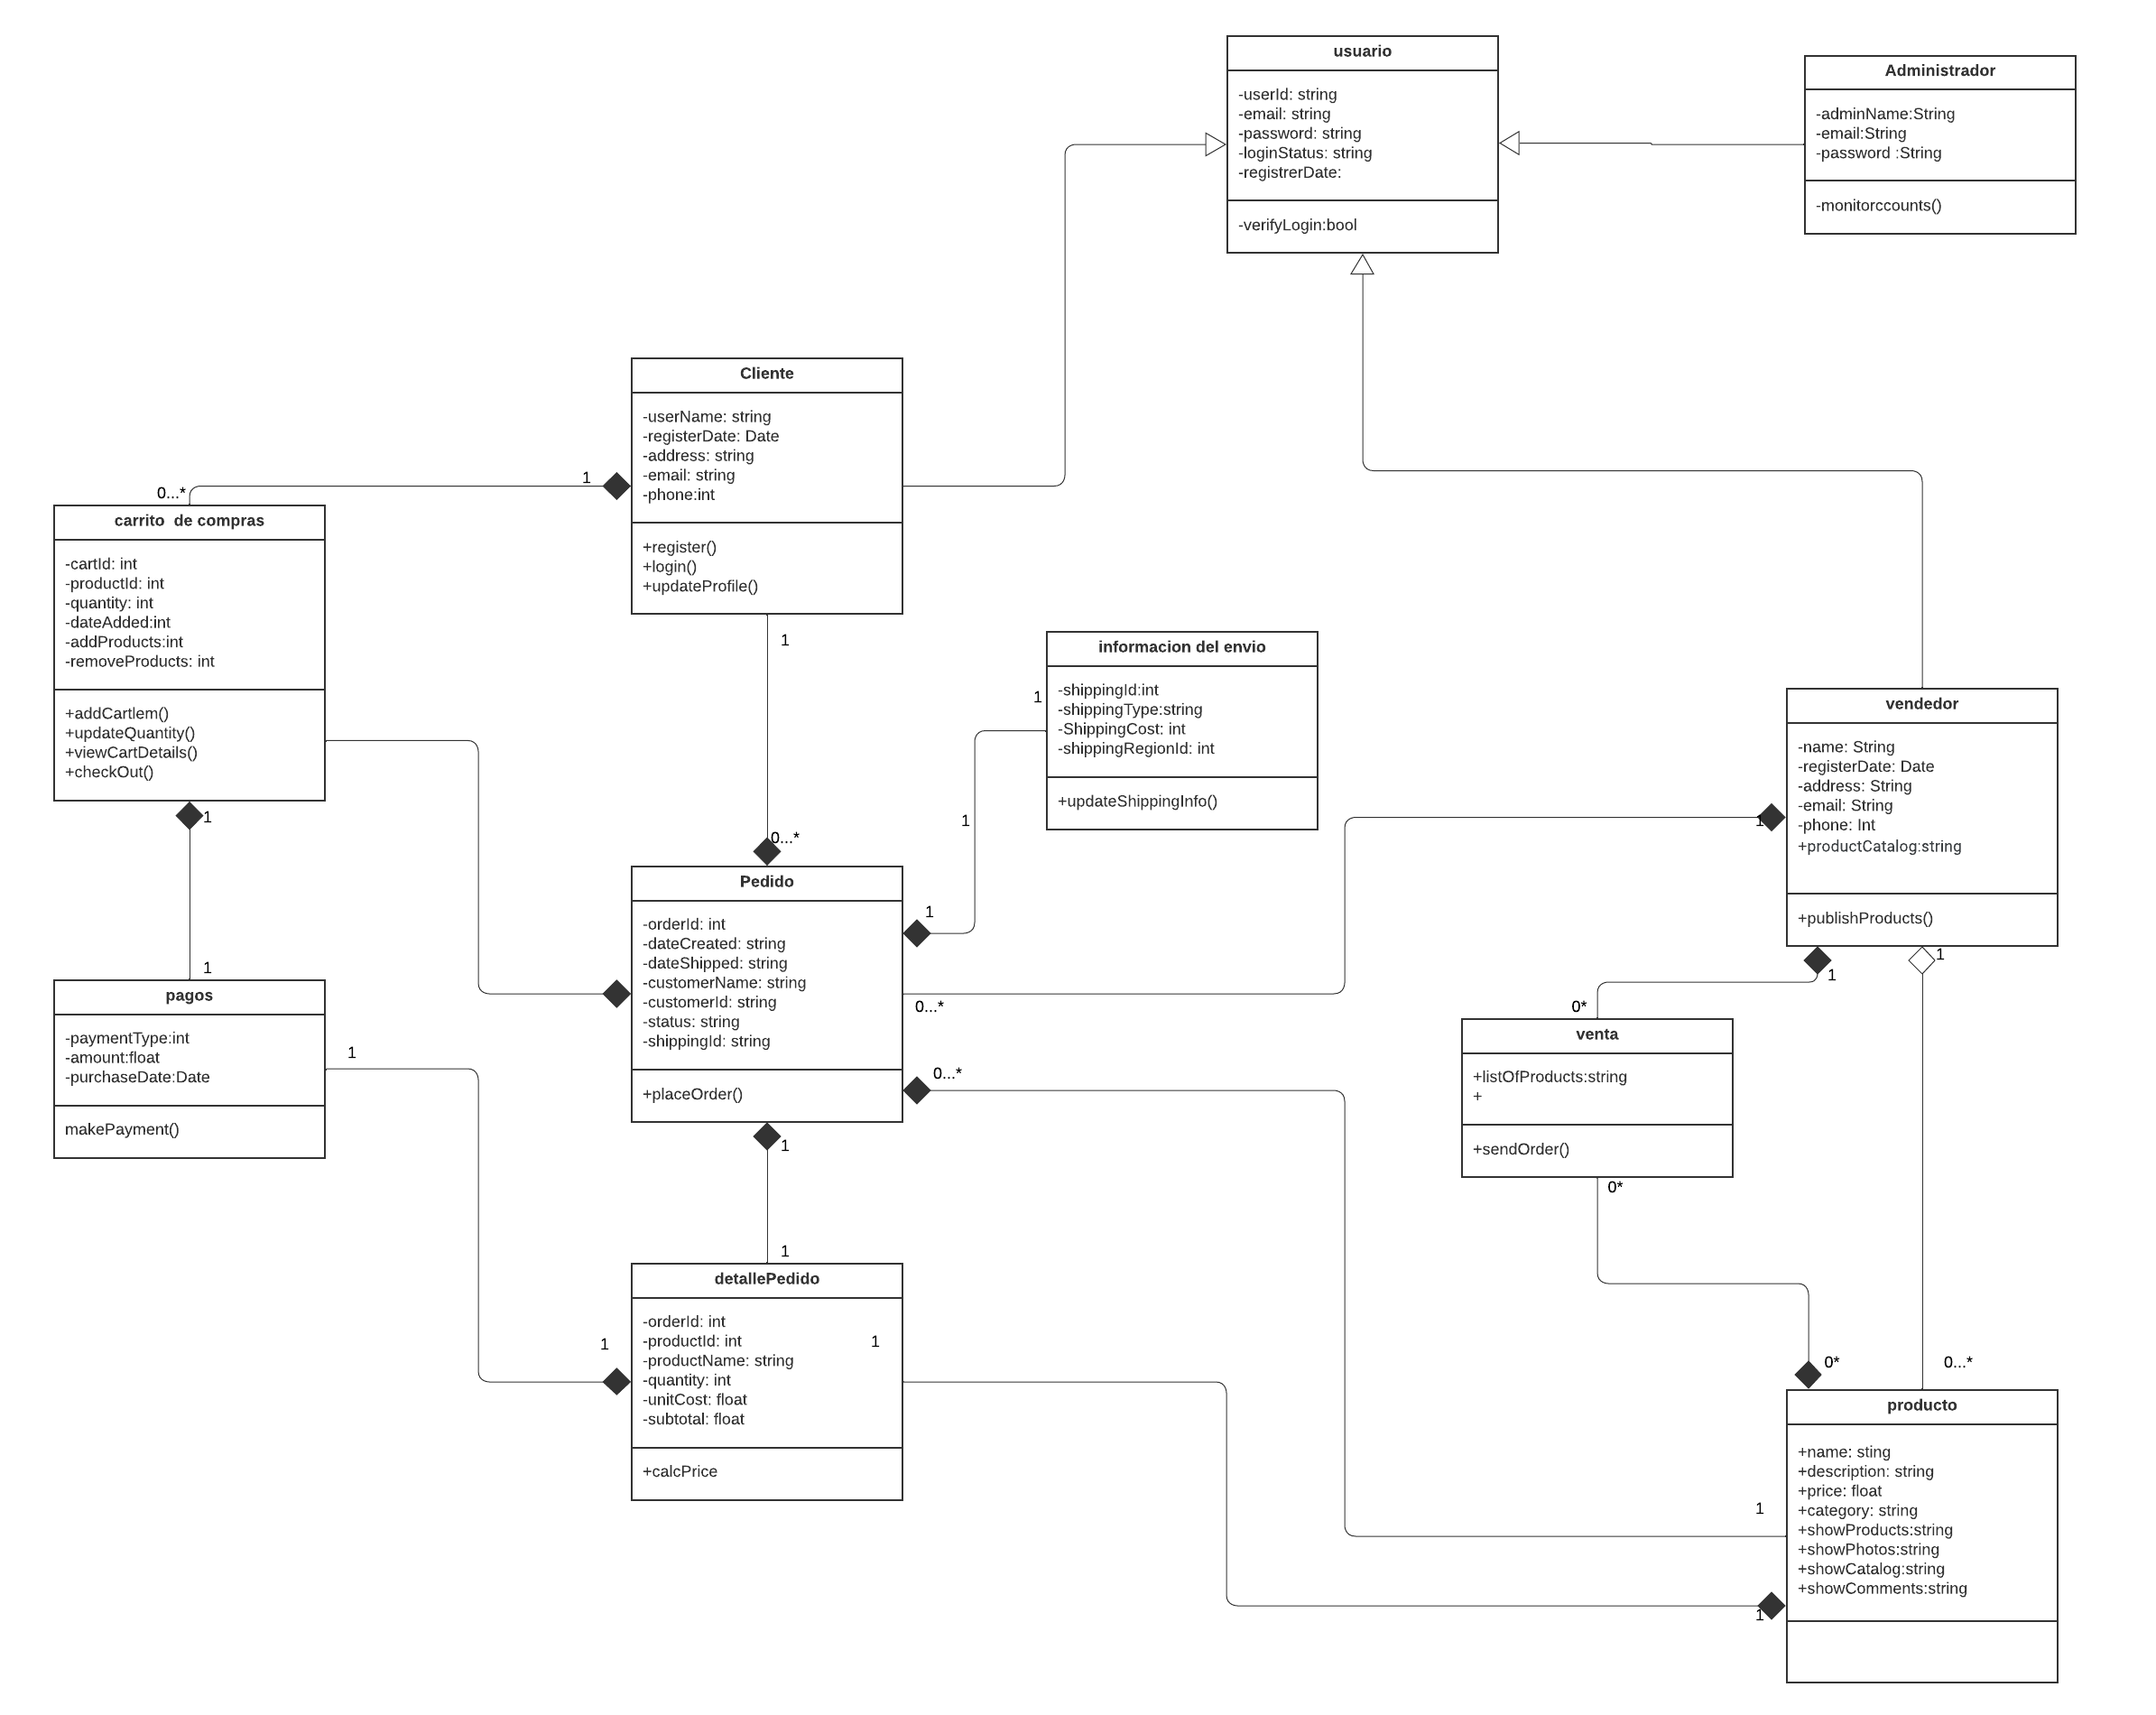 usuario
-userId: string
-email: string
-password: string
-loginStatus: string
-registrerDate:
-verifyLogin:bool
Administrador
-adminName:String
-email:String
-password :String
-monitorccounts()
Cliente
-userName: string
-registerDate: Date
-address: string
-email: string
-phone:int
+register()
+login()
+updateProfile()
1
0...*
carrito  de compras
-cartId: int
-productId: int
-quantity: int
-dateAdded:int
-addProducts:int
-removeProducts: int
+addCartlem()
+updateQuantity()
+viewCartDetails()
+checkOut()
1
1
1
0...*
informacion del envio
-shippingId:int
-shippingType:string
-ShippingCost: int
-shippingRegionId: int
+updateShippingInfo()
1
1
1
vendedor
-name: String
-registerDate: Date
-address: String
-email: String
-phone: Int
+productCatalog:string
+publishProducts()
1
1
1
Pedido
-orderId: int
-dateCreated: string
-dateShipped: string
-customerName: string
-customerId: string
-status: string
-shippingId: string
+placeOrder()
0...*
0...*
1
1
pagos
-paymentType:int
-amount:float
-purchaseDate:Date
makePayment()
1
1
0*
venta
+listOfProducts:string
+
+sendOrder()
0*
0*
0...*
detallePedido
-orderId: int
-productId: int
-productName: string
-quantity: int
-unitCost: float
-subtotal: float
+calcPrice
1
producto
+name: sting
+description: string
+price: float
+category: string
+showProducts:string
+showPhotos:string
+showCatalog:string
+showComments:string
1
1